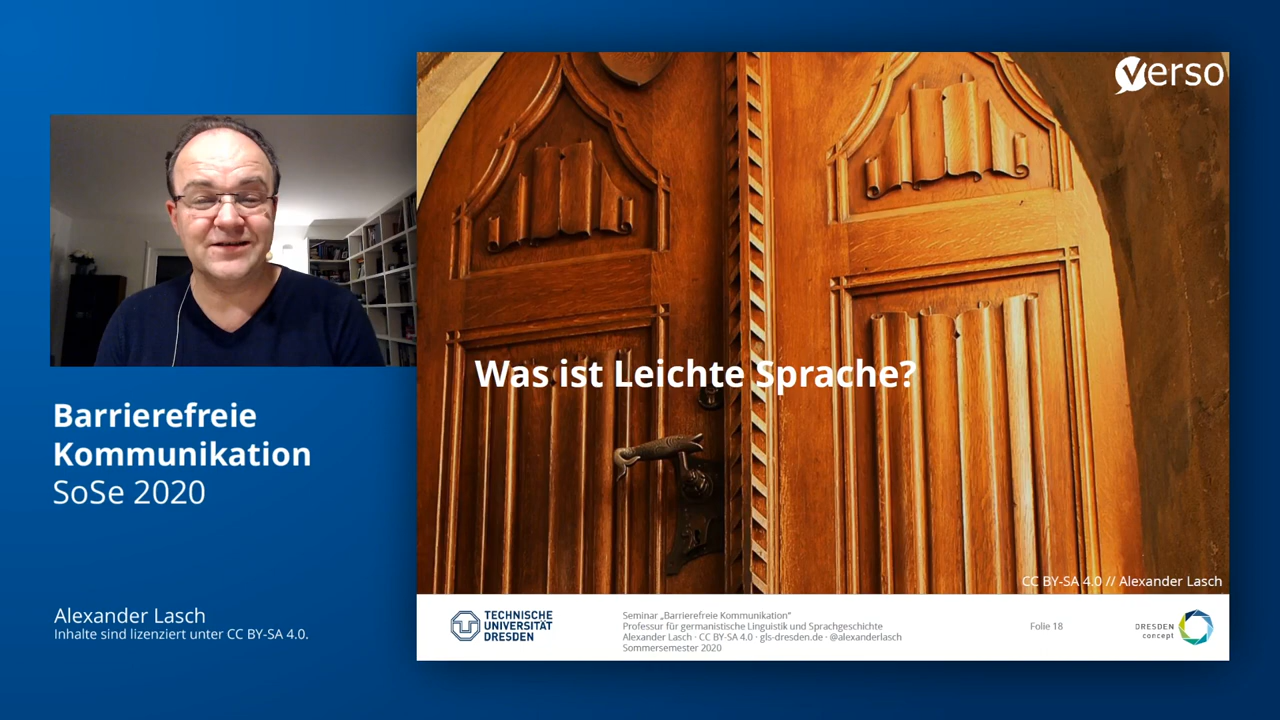 verso
Was ist Leichte Sprache?
Barrierefreie
Kommunikation
SoSe 2020
CC BY-SA 4.0 // Alexander Lasch
Alexander Lasch
Inhalte sind lizenziert unter CC BY-SA 4.0.
TECHNISCHE
UNIVERSITÄT
DRESDEN
Seminar „Barrierefreie Kommunikation“
Professur für germanistische Linguistik und Sprachgeschichte
Alexander Lasch · CC BY-SA 4.0 · gls-dresden.de · @alexanderlasch
Sommersemester 2020
Folie 18
DRESDEN
concept